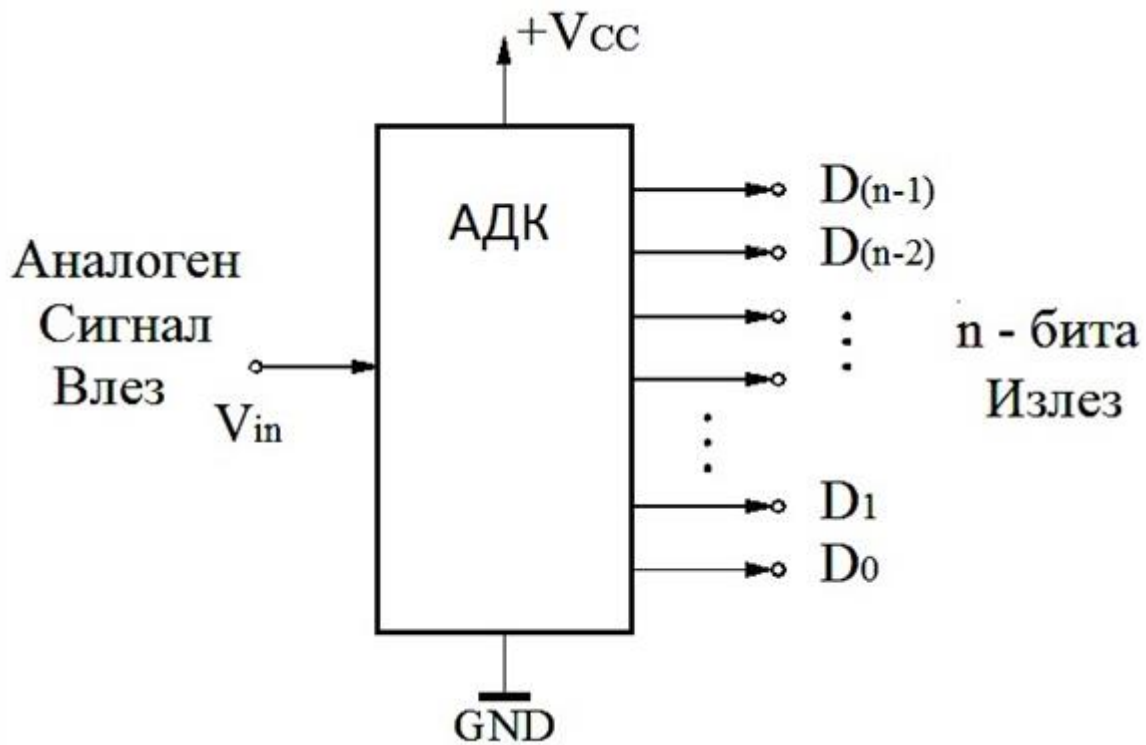 +VCC
АДК
Аналоген
Сигнал
Влез
Vin
D(n-1)
D(n-2)
n - бита
Излез
D1
D0
GND